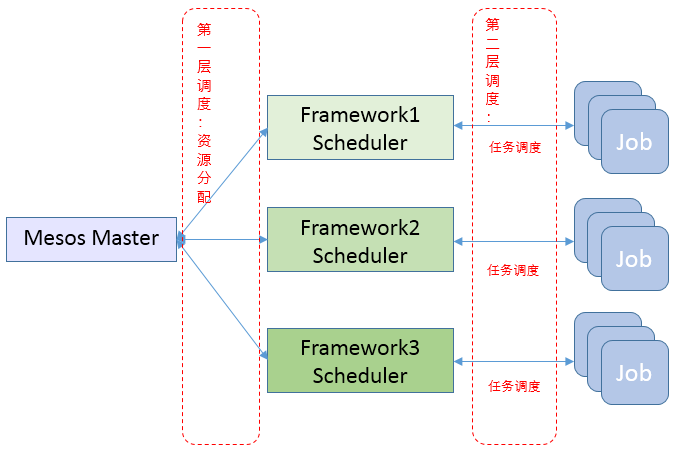 第一层调度：资源分配
第二层调度：
Mesos Master
Framework1
Scheduler
任务调度
Job
Framework2
Scheduler
任务调度
Job
Framework3
Scheduler
任务调度
Job